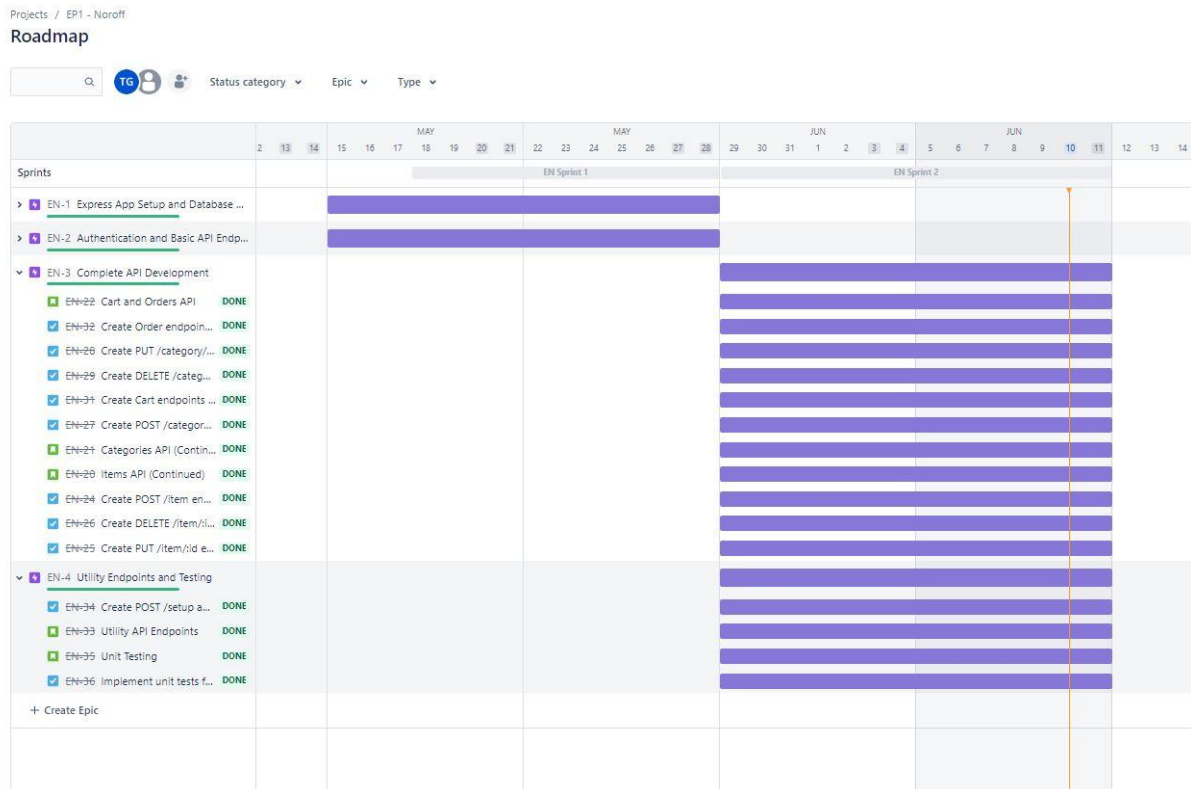 Projects / EP1 - Noroff
Roadmap
TG Status category Epic Type
MAY MAY JUN JUN
2 13 14 15 16 17 18 19 20 21 22 23 24 25 26 27 28 29 30 31 1 2 3 4 5 6 7 8 9 10 11 12 13 14
Sprints EN Sprint 1 EN Sprint 2
EN-1 Express App Setup and Database ...
EN-2 Authentication and Basic API Endp...
EN-3 Complete API Development
EN-22 Cart and Orders API DONE
EN-32 Create Order endpoin... DONE
EN-28 Create PUT /category/... DONE
EN-29 Create DELETE /categ... DONE
EN-31 Create Cart endpoints ... DONE
EN-27 Create POST /categor... DONE
EN-21 Categories API (Contin... DONE
EN-20 Items API (Continued) DONE
EN-24 Create POST /item en... DONE
EN-26 Create DELETE /item/:i... DONE
EN-25 Create PUT /item/:id e... DONE
EN-4 Utility Endpoints and Testing
EN-34 Create POST /setup a... DONE
EN-33 Utility API Endpoints DONE
EN-35 Unit Testing DONE
EN-36 Implement unit tests f... DONE
+ Create Epic